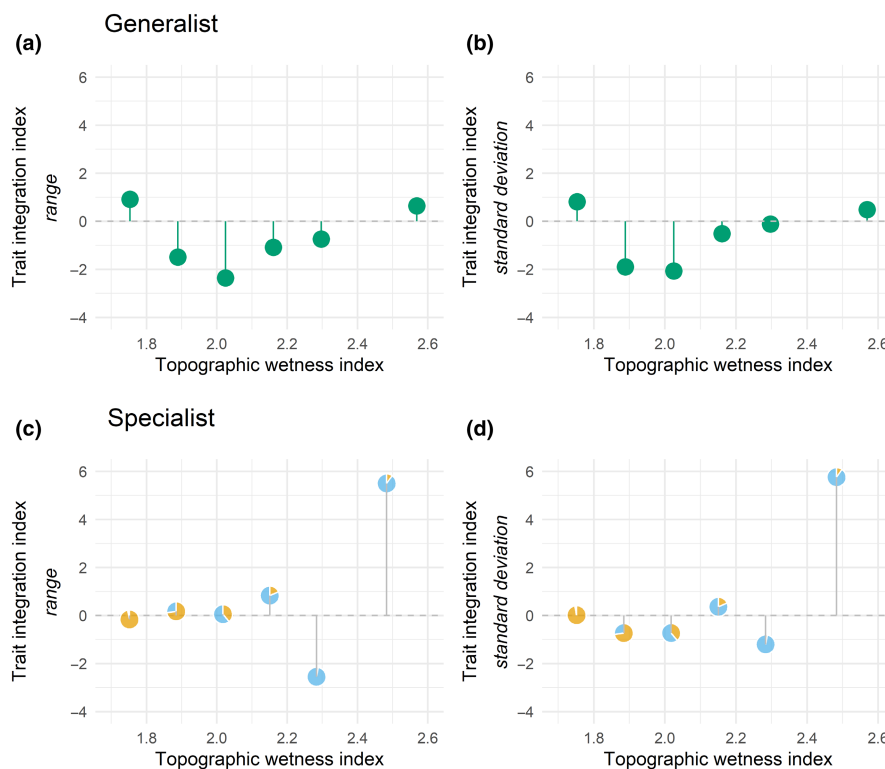 Generalist
(a)
(b)
6
4
2
0
−2
−4
Trait integration index
range
1.8
2.0
2.2
2.4
2.6
Topographic wetness index
6
4
2
0
−2
−4
Trait integration index
standard deviation
1.8
2.0
2.2
2.4
2.6
Topographic wetness index
Specialist
(c)
(d)
6
4
2
0
−2
−4
Trait integration index
range
1.8
2.0
2.2
2.4
2.6
Topographic wetness index
6
4
2
0
−2
−4
Trait integration index
standard deviation
1.8
2.0
2.2
2.4
2.6
Topographic wetness index